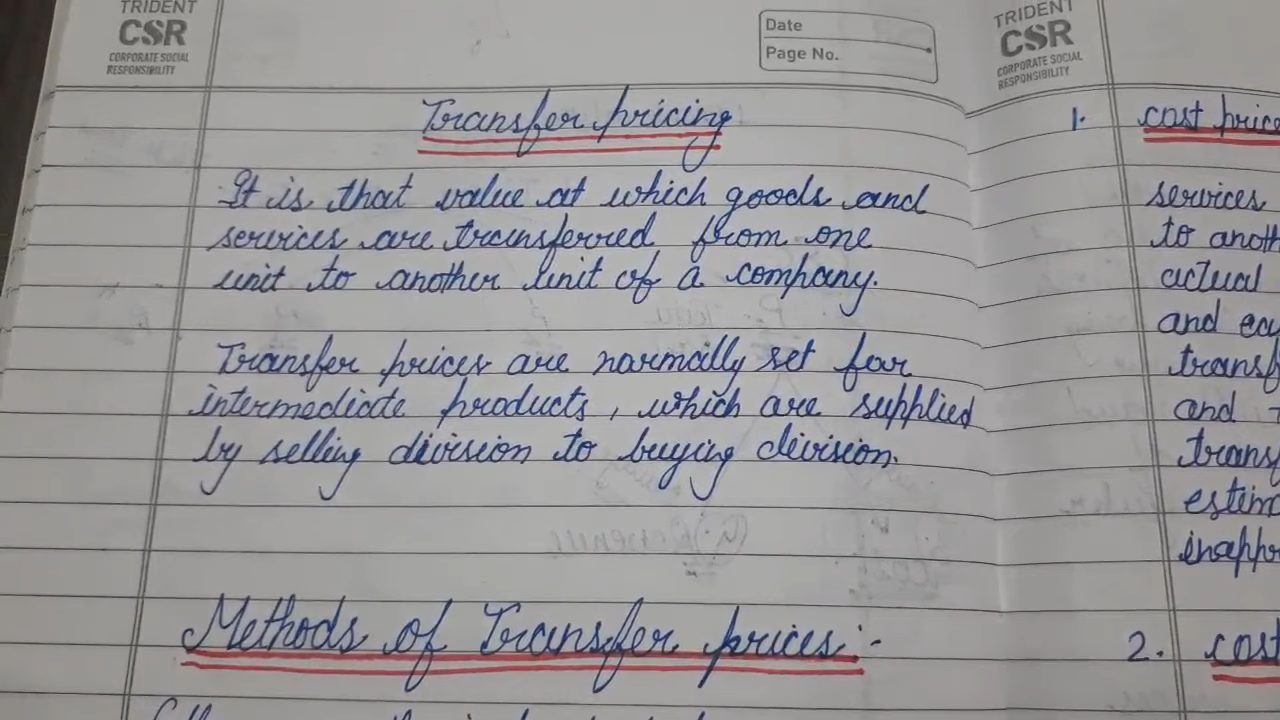 TRIDENT
CSR
CORPORATE SOCIAL
RESPONSIBILITY
Date
Page No.
Transfer pricing
It is that value at which goods and
services are transferred from one
unit to another unit of a company.
Transfer prices are normally set for
intermediate products, which are supplied
by selling division to buying division.
Methods of Transfer prices:-
TRIDENT
CSR
CORPORATE SOCIAL
RESPONSIBILITY
1. cost pric
services
to anoth
actual
and
transf
and
trans
estim
inappr
2. cost